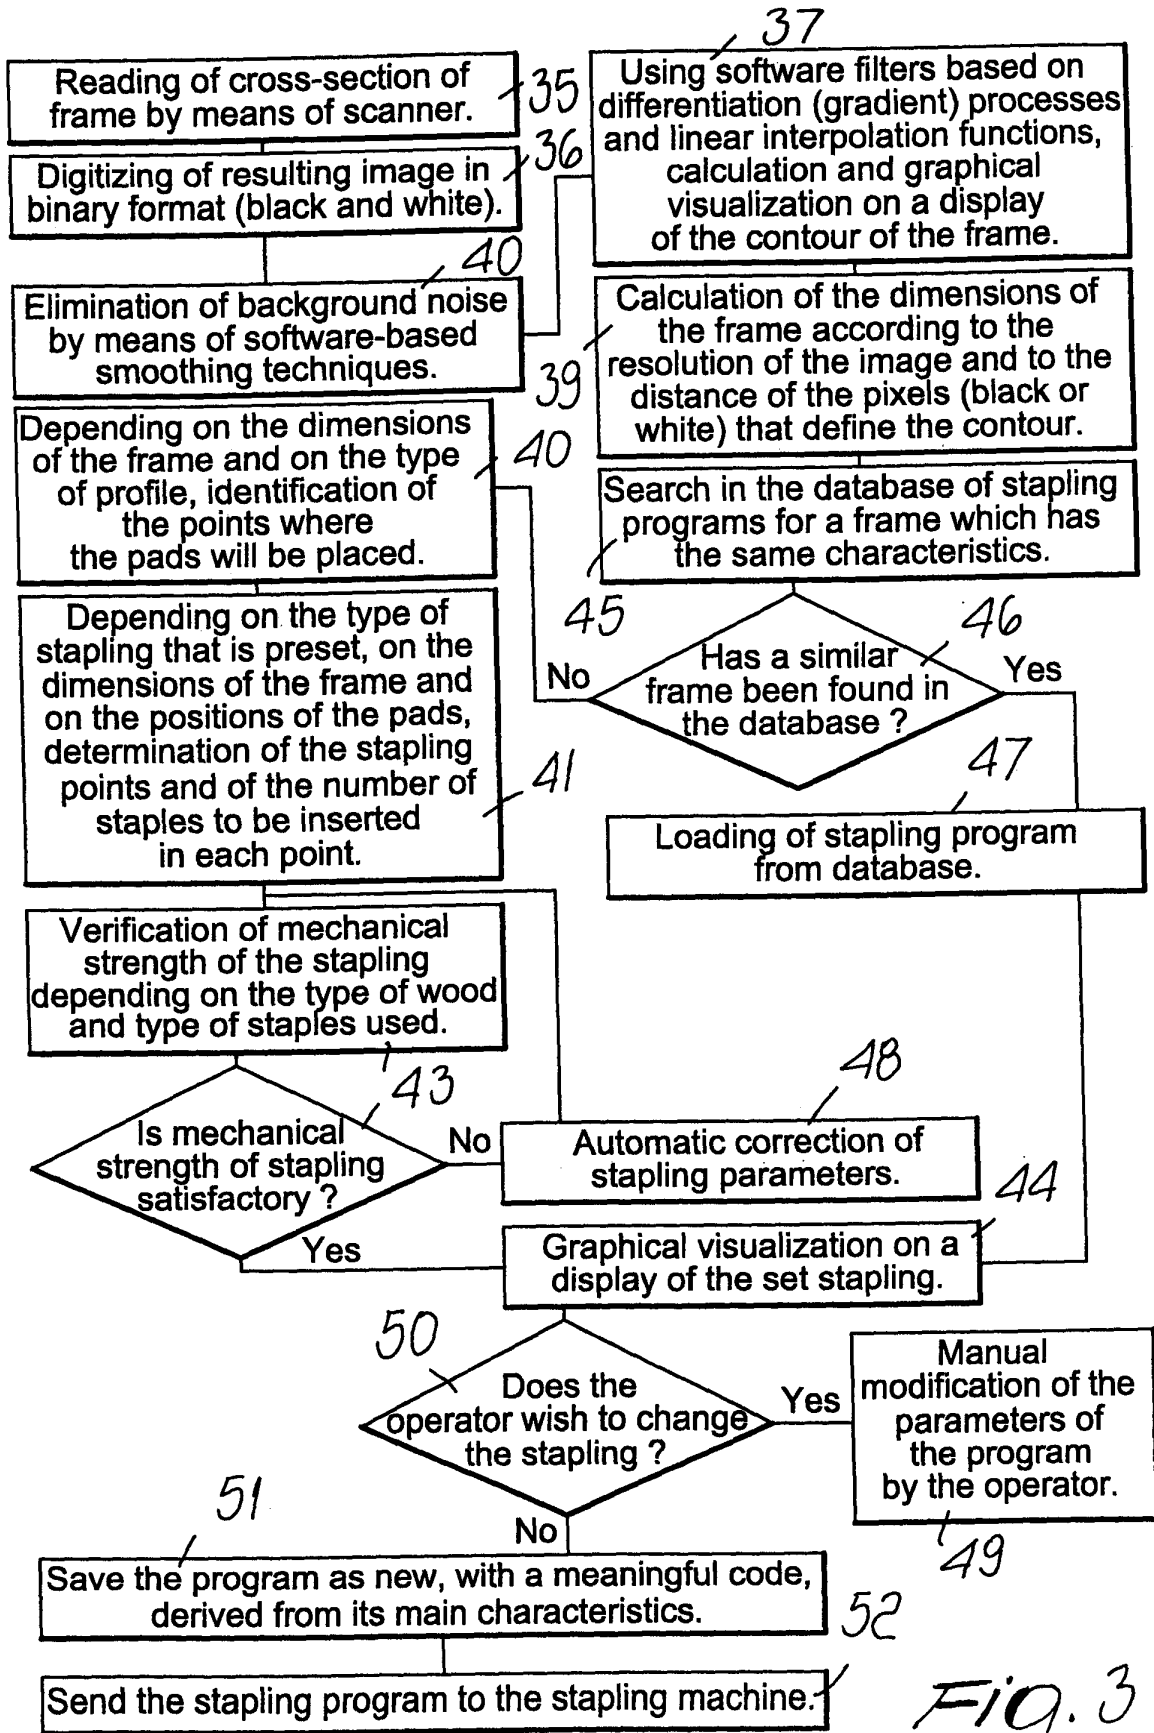 35
Reading of cross-section of
frame by means of scanner.
36
Digitizing of resulting image in
binary format (black and white).
40
Elimination of background noise
by means of software-based
smoothing techniques.
37
Using software filters based on
differentiation (gradient) processes
and linear interpolation functions,
calculation and graphical
visualization on a display
of the contour of the frame.
39
Calculation of the dimensions of
the frame according to the
resolution of the image and to the
distance of the pixels (black or
white) that define the contour.
Search in the database of stapling
programs for a frame which has
the same characteristics.
45
46
Has a similar
frame been found in
the database ?
No
Yes
40
Depending on the dimensions
of the frame and on the type
of profile, identification of
the points where
the pads will be placed.
Depending on the type of
stapling that is preset, on the
dimensions of the frame and
on the positions of the pads,
determination of the stapling
points and of the number of
staples to be inserted
in each point.
41
47
Loading of stapling program
from database.
Verification of mechanical
strength of the stapling
depending on the type of wood
and type of staples used.
43
Is mechanical
strength of stapling
satisfactory ?
No
Yes
48
Automatic correction of
stapling parameters.
44
Graphical visualization on a
display of the set stapling.
50
Does the
operator wish to change
the stapling ?
Yes
No
Manual
modification of the
parameters of
the program
by the operator.
49
51
Save the program as new, with a meaningful code,
derived from its main characteristics.
52
Send the stapling program to the stapling machine.
FIG. 3